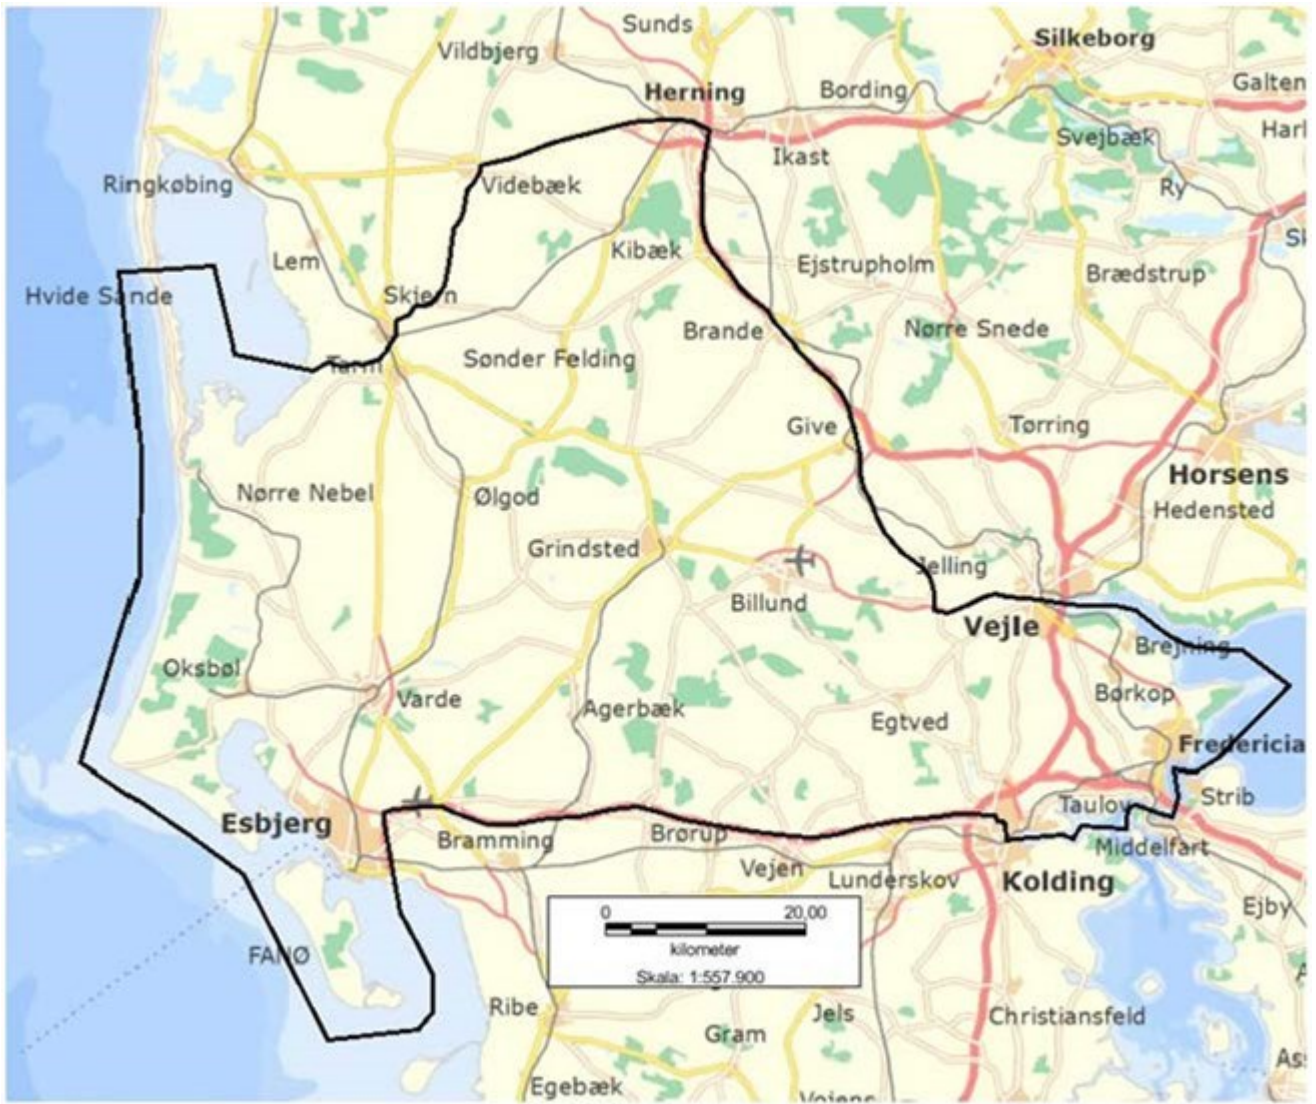 Sunds
Silkeborg
Vildbjerg
Galten
Herning
Bording
Svejbæk
Ikast
Ringkøbing
Videbæk
Ry
Kibæk
Lem
Ejstrupholm
Brædstrup
Hvide Sande
Skjern
Brande
Nørre Snede
Tarm
Sønder Felding
Give
Tørring
Horsens
Nørre Nebel
Ølgod
Hedensted
Grindsted
Jelling
Billund
Vejle
Brejning
Oksbøl
Varde
Agerbæk
Børkop
Egtved
Fredericia
Esbjerg
Taulov
Strib
Bramming
Brørup
Middelfart
Vejen
Lunderskov
Kolding
0 20,00
kilometer
Skala: 1:557.900
Ejby
FANØ
Ribe
Jels
Christiansfeld
Gram
Egebæk